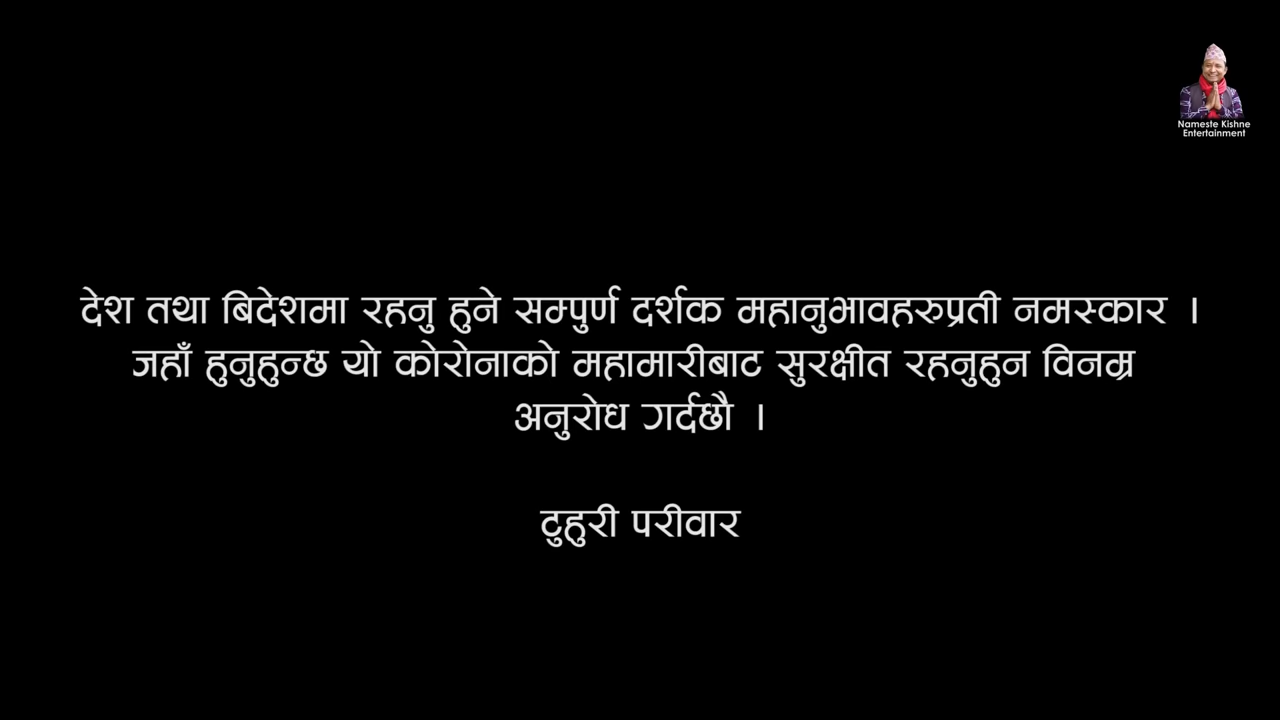 Nameste Kishne
Entertainment
देश तथा बिदेशमा रहनु हुने सम्पुर्ण दर्शक महानुभावहरुप्रती नमस्कार ।
जहाँ हुनुहुन्छ यो कोरोनाको महामारीबाट सुरक्षीत रहनुहुन विनम्र
अनुरोध गर्दछौ ।
टुहुरी परीवार